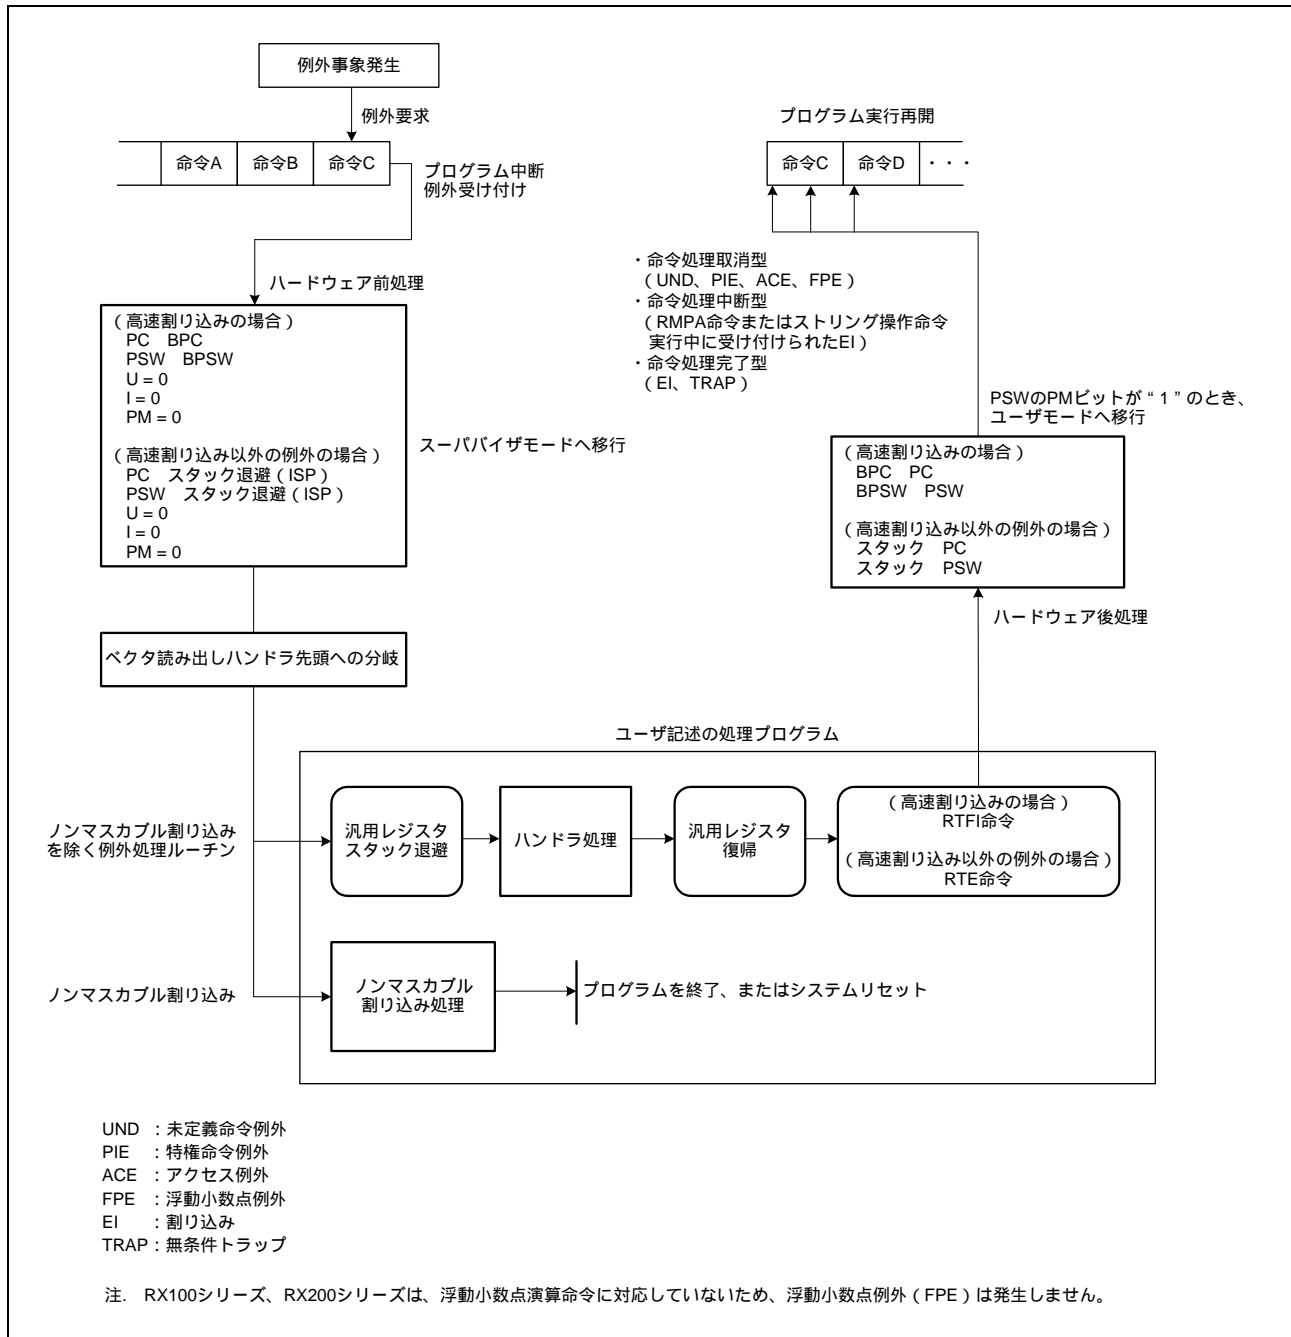 例外事象発生
例外要求
命令A 命令B 命令C
プログラム中断
例外受け付け
ハードウェア前処理
(高速割り込みの場合)
PC BPC
PSW BPSW
U = 0
I = 0
PM = 0
(高速割り込み以外の例外の場合)
PC スタック退避(ISP)
PSW スタック退避(ISP)
U = 0
I = 0
PM = 0
スーパバイザモードへ移行
ベクタ読み出しハンドラ先頭への分岐
プログラム実行再開
命令C 命令D ・・・
・命令処理取消型
(UND、PIE、ACE、FPE)
・命令処理中断型
(RMPA命令またはストリング操作命令
実行中に受け付けられたEI)
・命令処理完了型
(EI、TRAP)
PSWのPMビットが“1”のとき、
ユーザモードへ移行
(高速割り込みの場合)
BPC PC
BPSW PSW
(高速割り込み以外の例外の場合)
スタック PC
スタック PSW
ハードウェア後処理
ユーザ記述の処理プログラム
ノンマスカブル割り込み
を除く例外処理ルーチン
汎用レジスタ
スタック退避
ハンドラ処理
汎用レジスタ
復帰
(高速割り込みの場合)
RTFI命令
(高速割り込み以外の例外の場合)
RTE命令
ノンマスカブル割り込み
ノンマスカブル
割り込み処理
プログラムを終了、またはシステムリセット
UND :未定義命令例外
PIE :特権命令例外
ACE :アクセス例外
FPE :浮動小数点例外
EI :割り込み
TRAP:無条件トラップ
注. RX100シリーズ、RX200シリーズは、浮動小数点演算命令に対応していないため、浮動小数点例外(FPE)は発生しません。